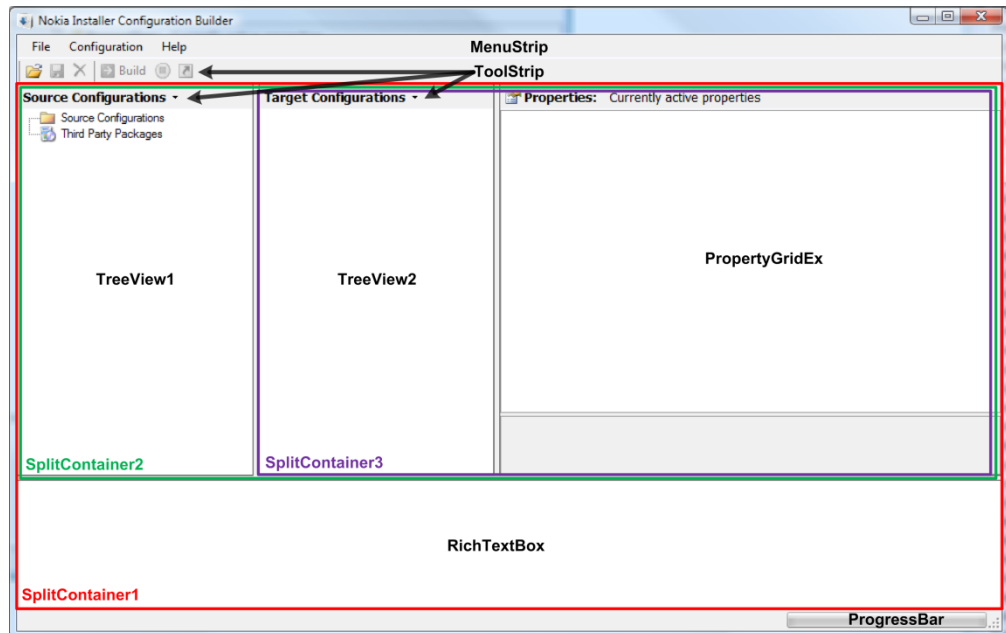 Nokia Installer Configuration Builder
File Configuration Help MenuStrip
Build ToolStrip
Source Configurations Target Configurations Properties: Currently active properties
Source Configurations
Third Party Packages
PropertyGridEx
TreeView1 TreeView2
SplitContainer2 SplitContainer3
RichTextBox
SplitContainer1
ProgressBar